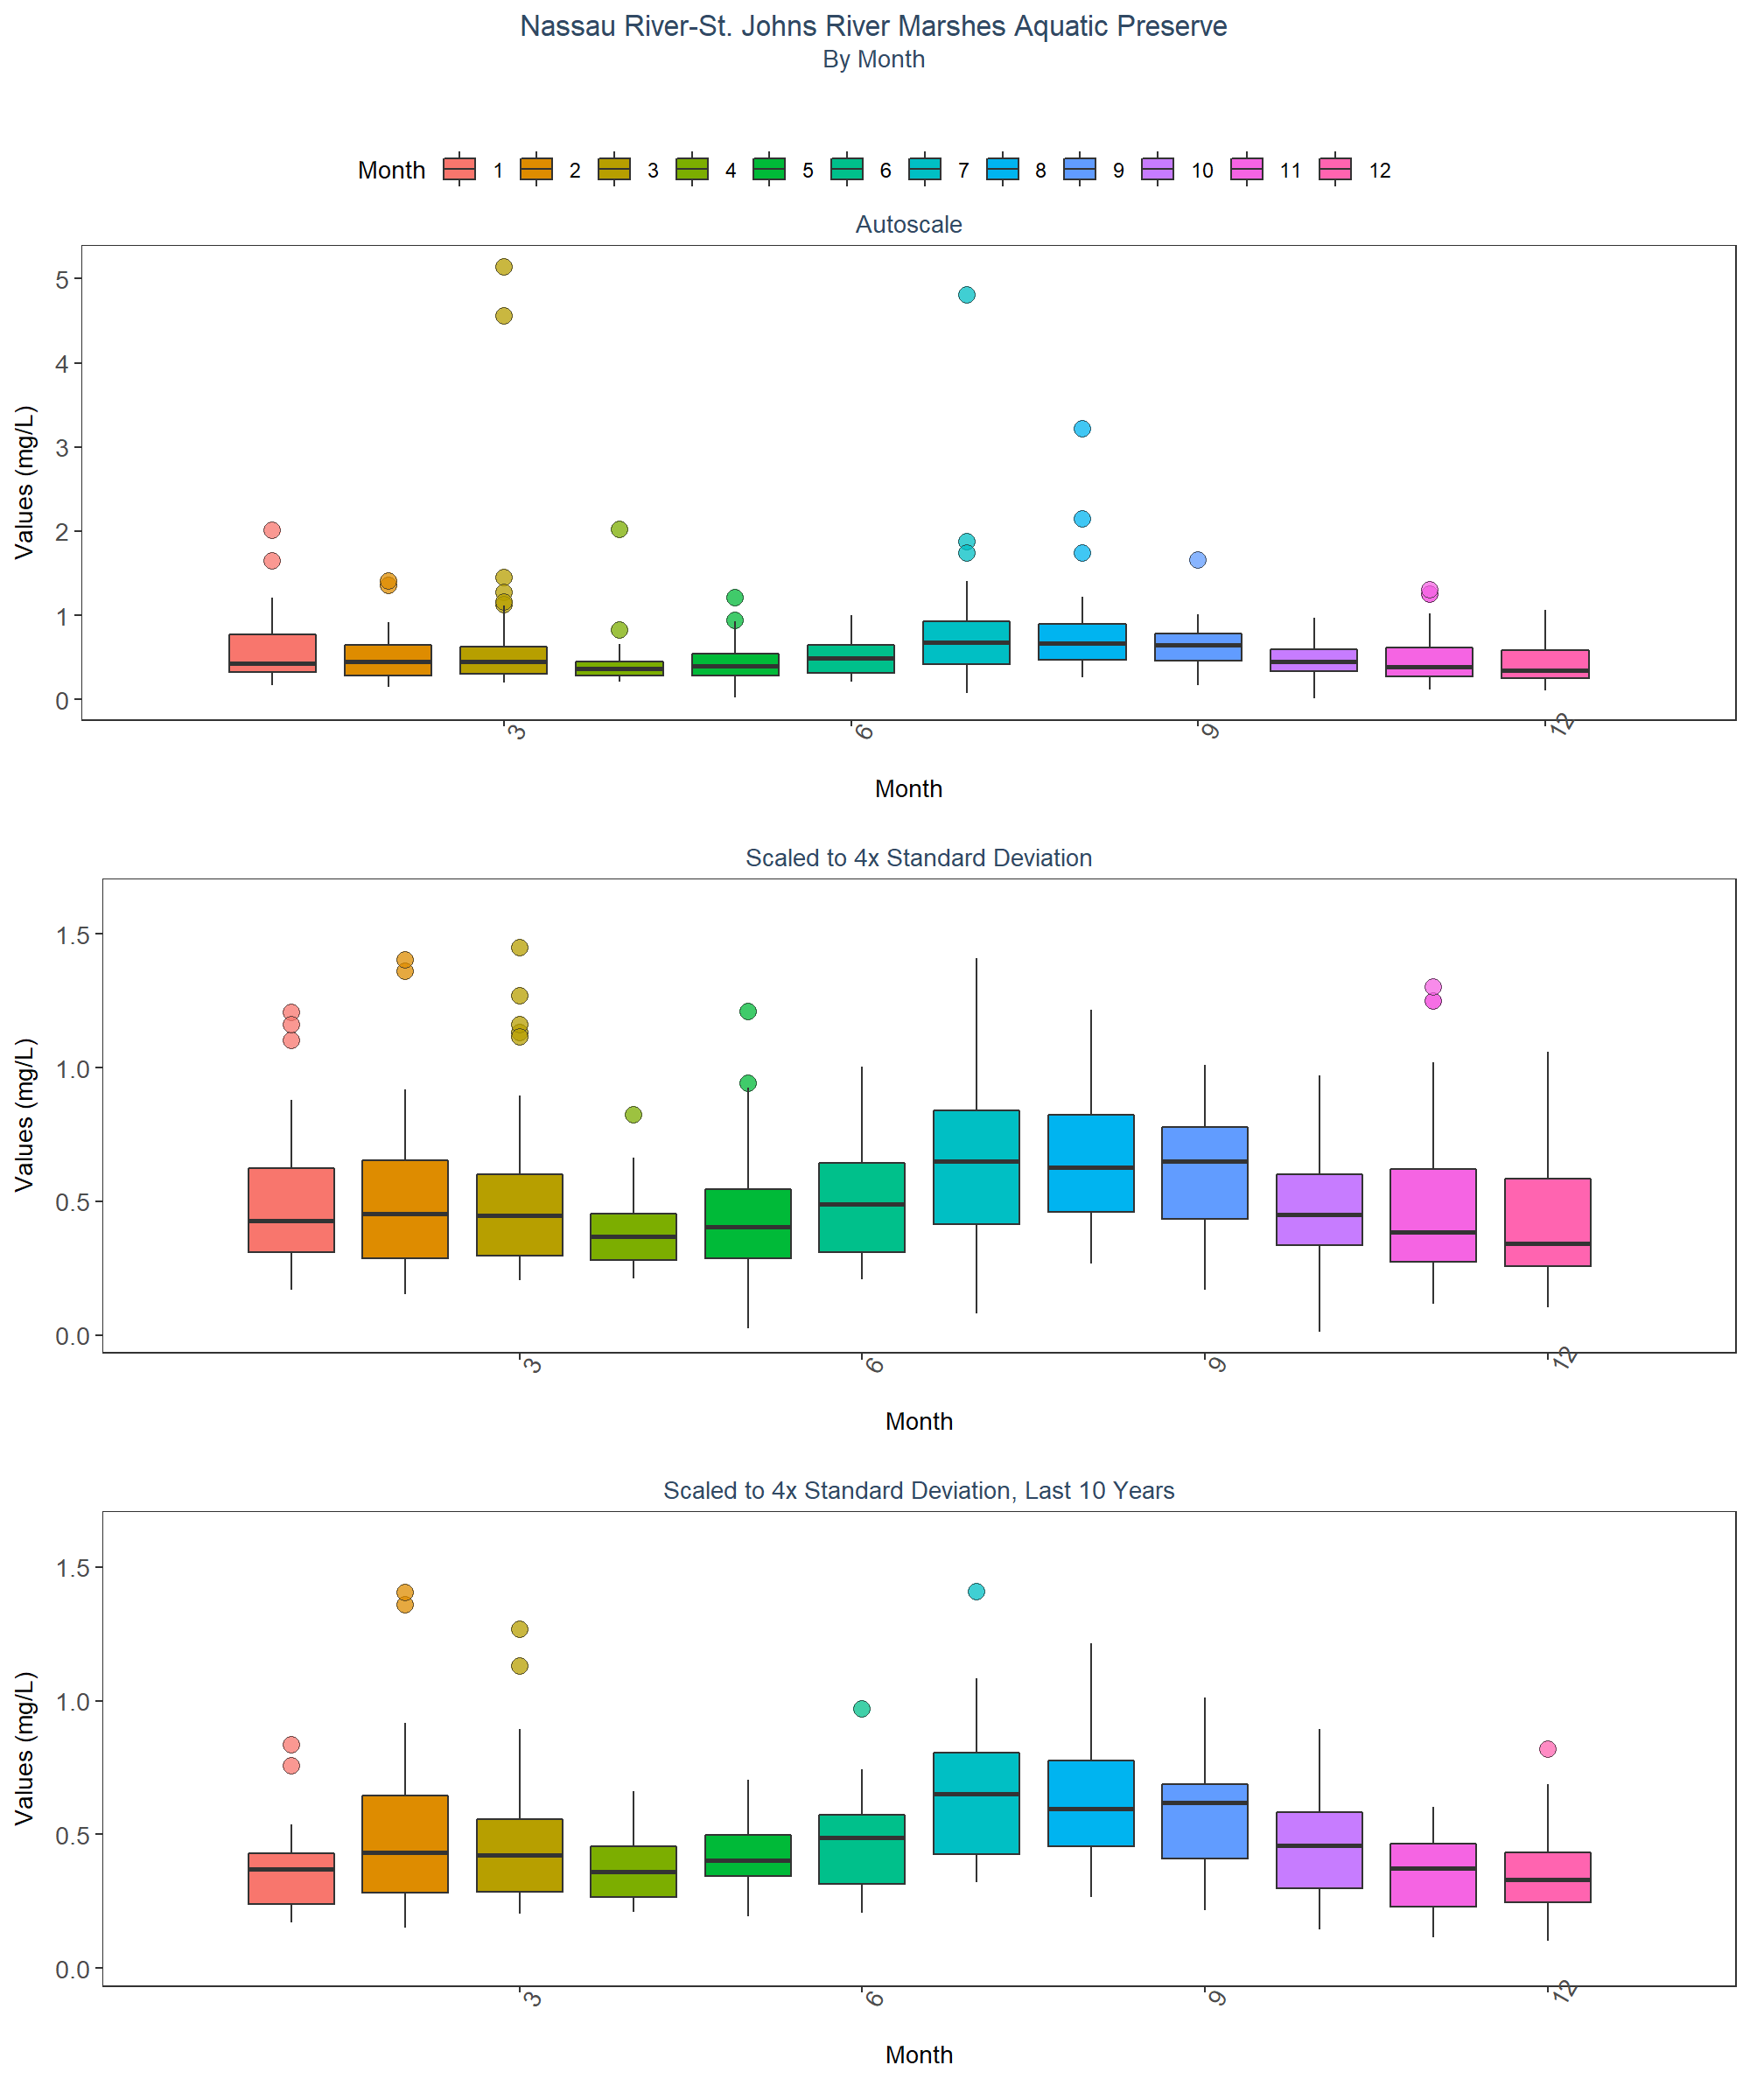 Nassau River-St. Johns River Marshes Aquatic Preserve
By Month
Month 1 2 3 4 5 6 7 8 9 10 11 12
Autoscale
Values (mg/L)
5
4
3
2
1
0
3 6 9 12
Month
Scaled to 4x Standard Deviation
Values (mg/L)
1.5
1.0
0.5
0.0
3 6 9 12
Month
Scaled to 4x Standard Deviation, Last 10 Years
Values (mg/L)
1.5
1.0
0.5
0.0
3 6 9 12
Month